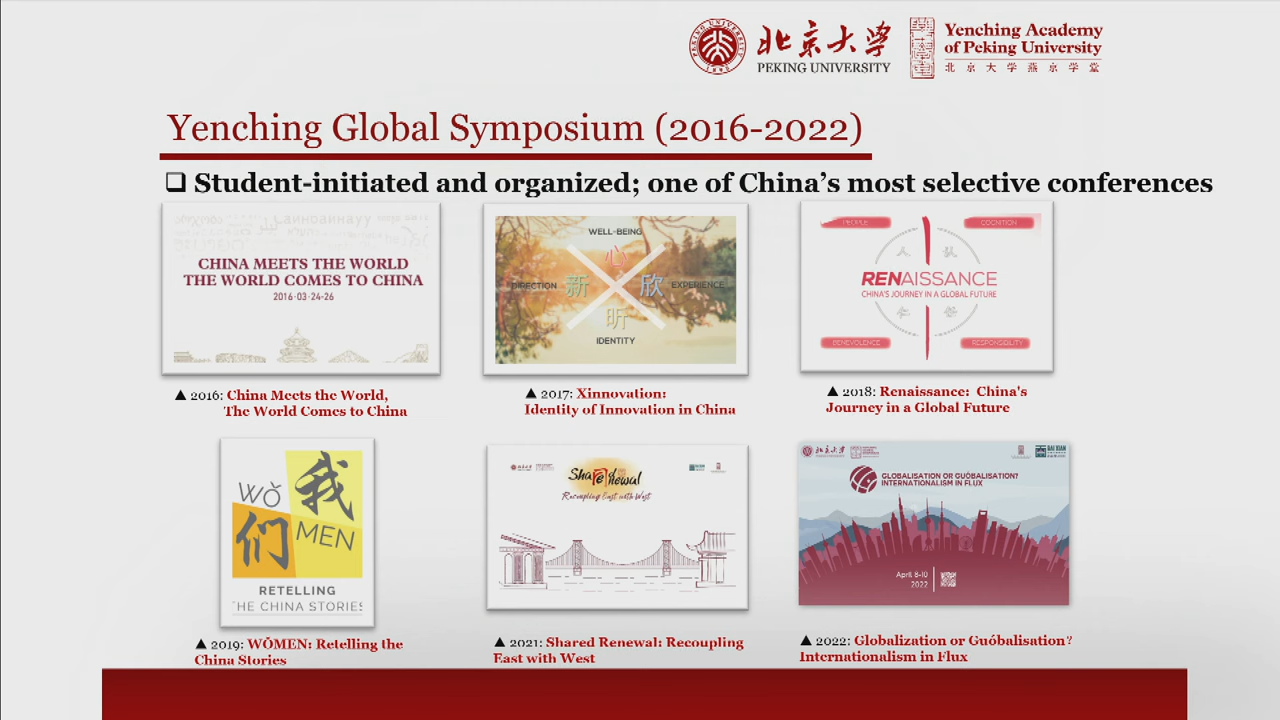 北京大学
PEKING UNIVERSITY
Yenching Academy
of Peking University
北京大学燕京学堂
Yenching Global Symposium (2016-2022)
Student-initiated and organized; one of China's most selective conferences
Сайнбайнауу
CHINA MEETS THE WORLD
THE WORLD COMES TO CHINA
2016·03·24-26
▲ 2016: China Meets the World,
The World Comes to China
WELL-BEING
心
DIRECTION 新 欣 EXPERIENCE
昕
IDENTITY
▲ 2017: Xinnovation:
Identity of Innovation in China
PEOPLE COGNITION
人
RENAISSANCE
CHINA'S JOURNEY IN A GLOBAL FUTURE
BENEVOLENCE RESPONSIBILITY
▲ 2018: Renaissance: China's
Journey in a Global Future
WǑ 我
们 MEN
RETELLING
THE CHINA STORIES
▲ 2019: WǑMEN: Retelling the
China Stories
Shared Renewal
Recoupling East with West
▲ 2021: Shared Renewal: Recoupling
East with West
GLOBALISATION OR GUÓBALISATION?
INTERNATIONALISM IN FLUX
April 8-10
2022
▲ 2022: Globalization or Guóbalisation?
Internationalism in Flux